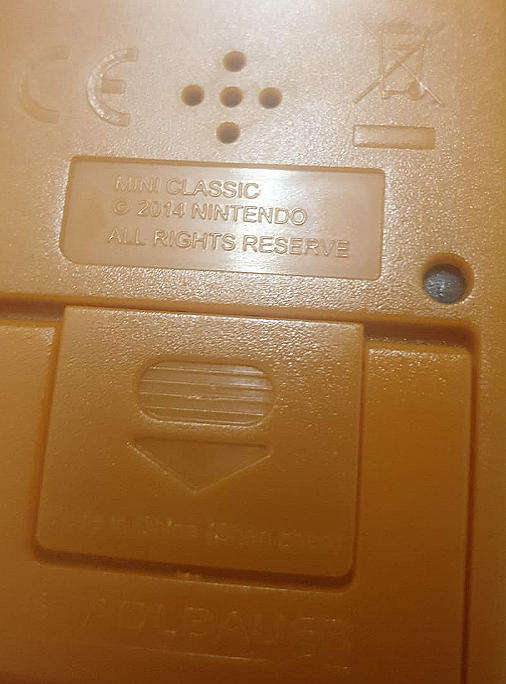 CE
MINI CLASSIC
© 2014 NINTENDO
ALL RIGHTS RESERVE